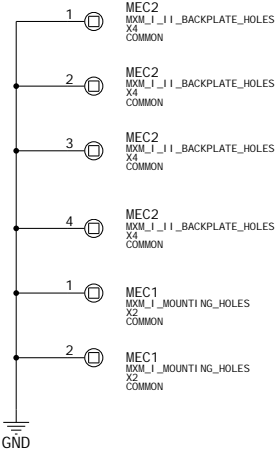 1
MEC2
MXM_I_II_BACKPLATE_HOLES
X4
COMMON
2
MEC2
MXM_I_II_BACKPLATE_HOLES
X4
COMMON
3
MEC2
MXM_I_II_BACKPLATE_HOLES
X4
COMMON
4
MEC2
MXM_I_II_BACKPLATE_HOLES
X4
COMMON
1
MEC1
MXM_I_MOUNTING_HOLES
X2
COMMON
2
MEC1
MXM_I_MOUNTING_HOLES
X2
COMMON
GND